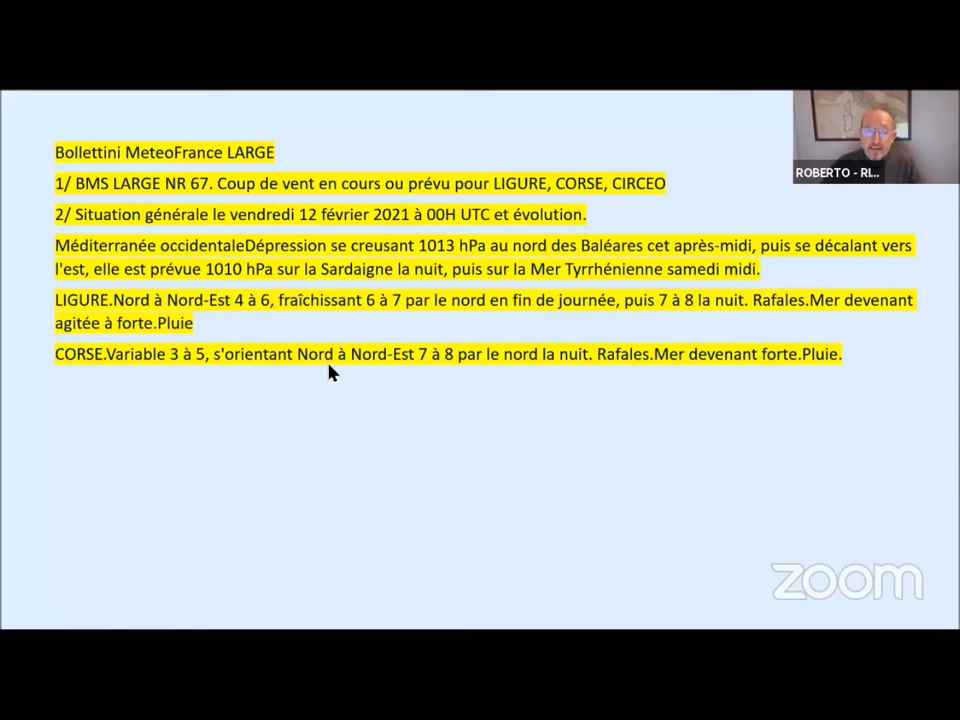 Bollettini MeteoFrance LARGE
1/ BMS LARGE NR 67. Coup de vent en cours ou prévu pour LIGURE, CORSE, CIRCEO
2/ Situation générale le vendredi 12 février 2021 à 00H UTC et évolution.
Méditerranée occidentaleDépression se creusant 1013 hPa au nord des Baléares cet après-midi, puis se décalant vers
l'est, elle est prévue 1010 hPa sur la Sardaigne la nuit, puis sur la Mer Tyrrhénienne samedi midi.
LIGURE.Nord à Nord-Est 4 à 6, fraîchissant 6 à 7 par le nord en fin de journée, puis 7 à 8 la nuit. Rafales.Mer devenant
agitée à forte.Pluie
CORSE.Variable 3 à 5, s'orientant Nord à Nord-Est 7 à 8 par le nord la nuit. Rafales.Mer devenant forte.Pluie.
ROBERTO - RI...
zoom